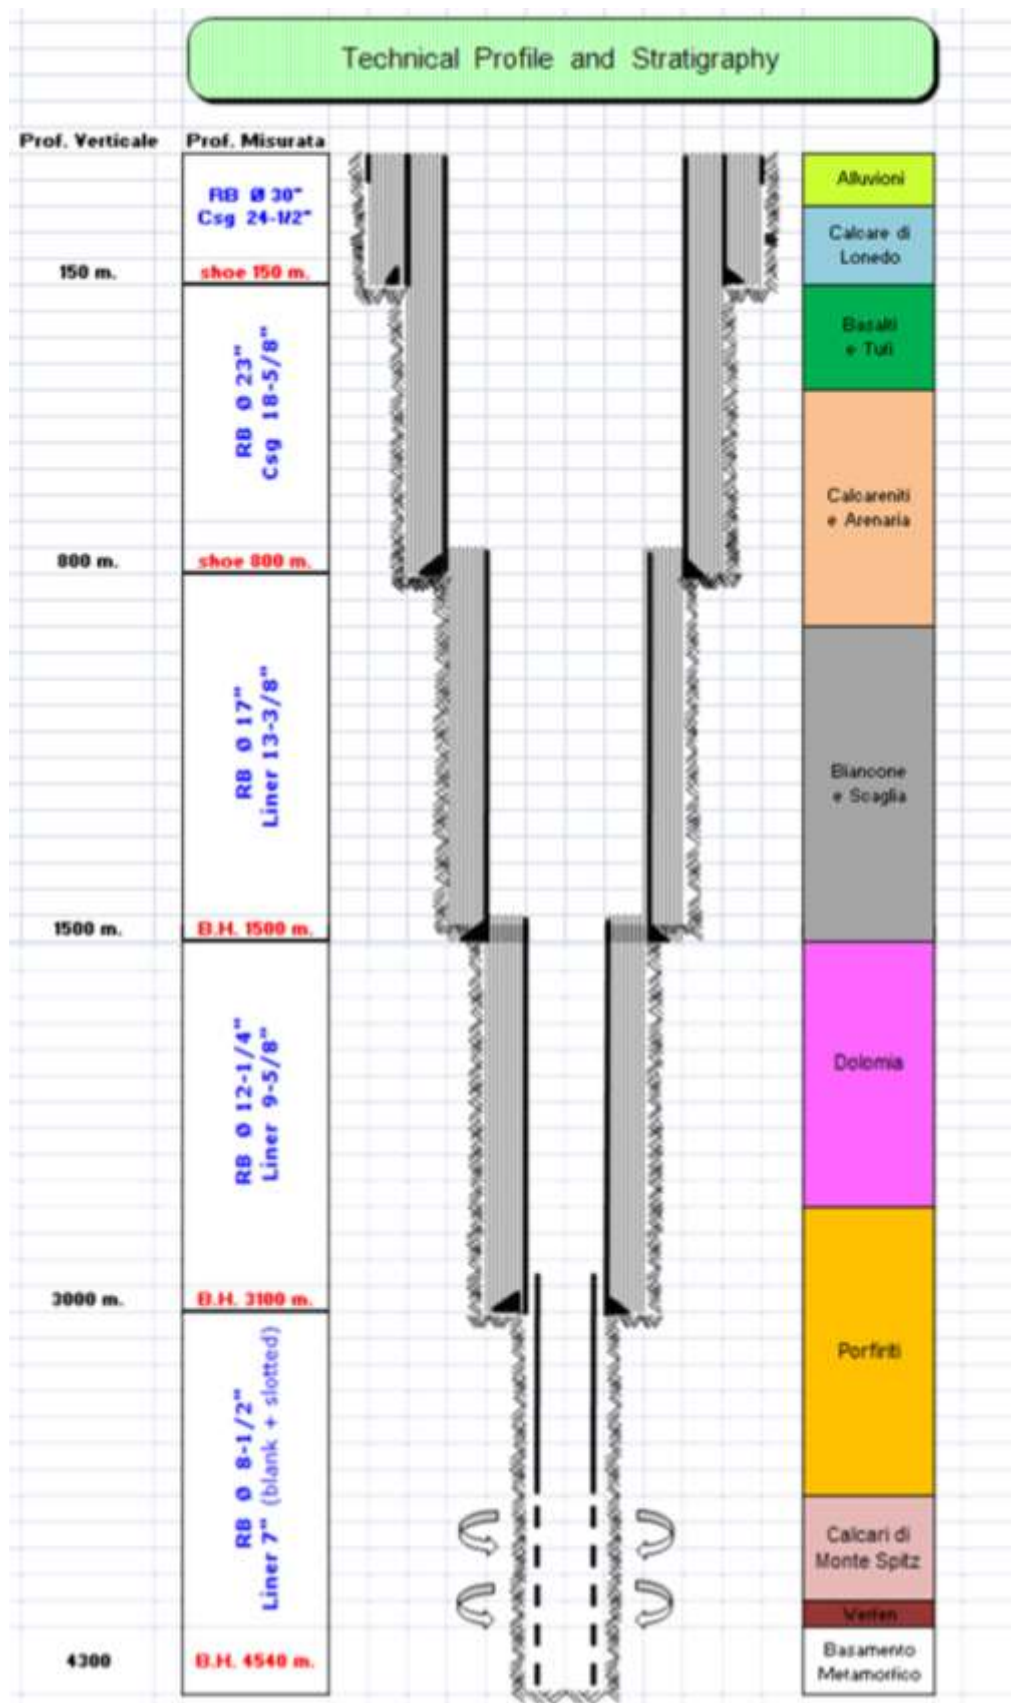 Technical Profile and Stratigraphy
Prof. Verticale
Prof. Misurata
RB Ø 30"
Csg 24-1/2"
150 m.
shoe 150 m.
RB Ø 23"
Csg 18-5/8"
800 m.
shoe 800 m.
RB Ø 17"
Liner 13-3/8"
1500 m.
B.H. 1500 m.
RB Ø 12-1/4"
Liner 9-5/8"
3000 m.
B.H. 3100 m.
RB Ø 8-1/2"
Liner 7" (blank + slotted)
4300
B.H. 4540 m.
Alluvioni
Calcare di
Lonedo
Basalti
e Tufi
Calcareniti
e Arenaria
Biancone
e Scaglia
Dolomia
Porfiriti
Calcari di
Monte Spitz
Werfen
Basamento
Metamorfico